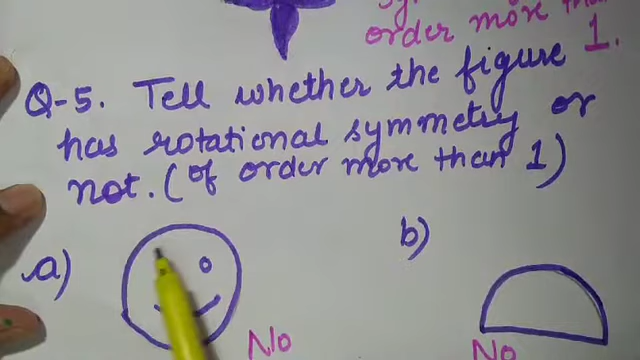 sy
order more than
1.
Q-5. Tell whether the figure
has rotational symmetry or
not. (of order more than 1)
a)
b)
No
No